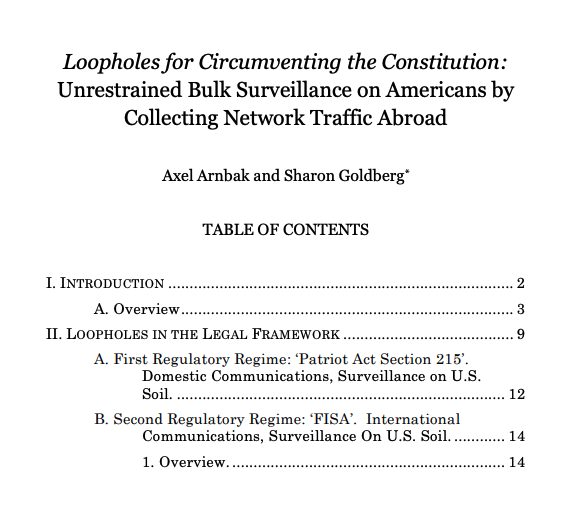 Loopholes for Circumventing the Constitution:
Unrestrained Bulk Surveillance on Americans by
Collecting Network Traffic Abroad
Axel Arnbak and Sharon Goldberg*
TABLE OF CONTENTS
I. INTRODUCTION ................................................................................. 2
A. Overview.............................................................................. 3
II. LOOPHOLES IN THE LEGAL FRAMEWORK ........................................ 9
A. First Regulatory Regime: ‘Patriot Act Section 215’.
Domestic Communications, Surveillance on U.S.
Soil. ............................................................................. 12
B. Second Regulatory Regime: ‘FISA’.  International
Communications, Surveillance On U.S. Soil. ............ 14
1. Overview. ................................................................ 14